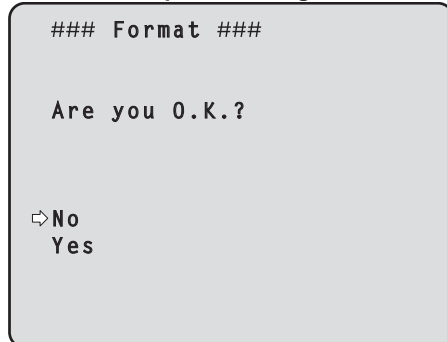 ### Format ###
Are you O.K.?
⇨No
Yes